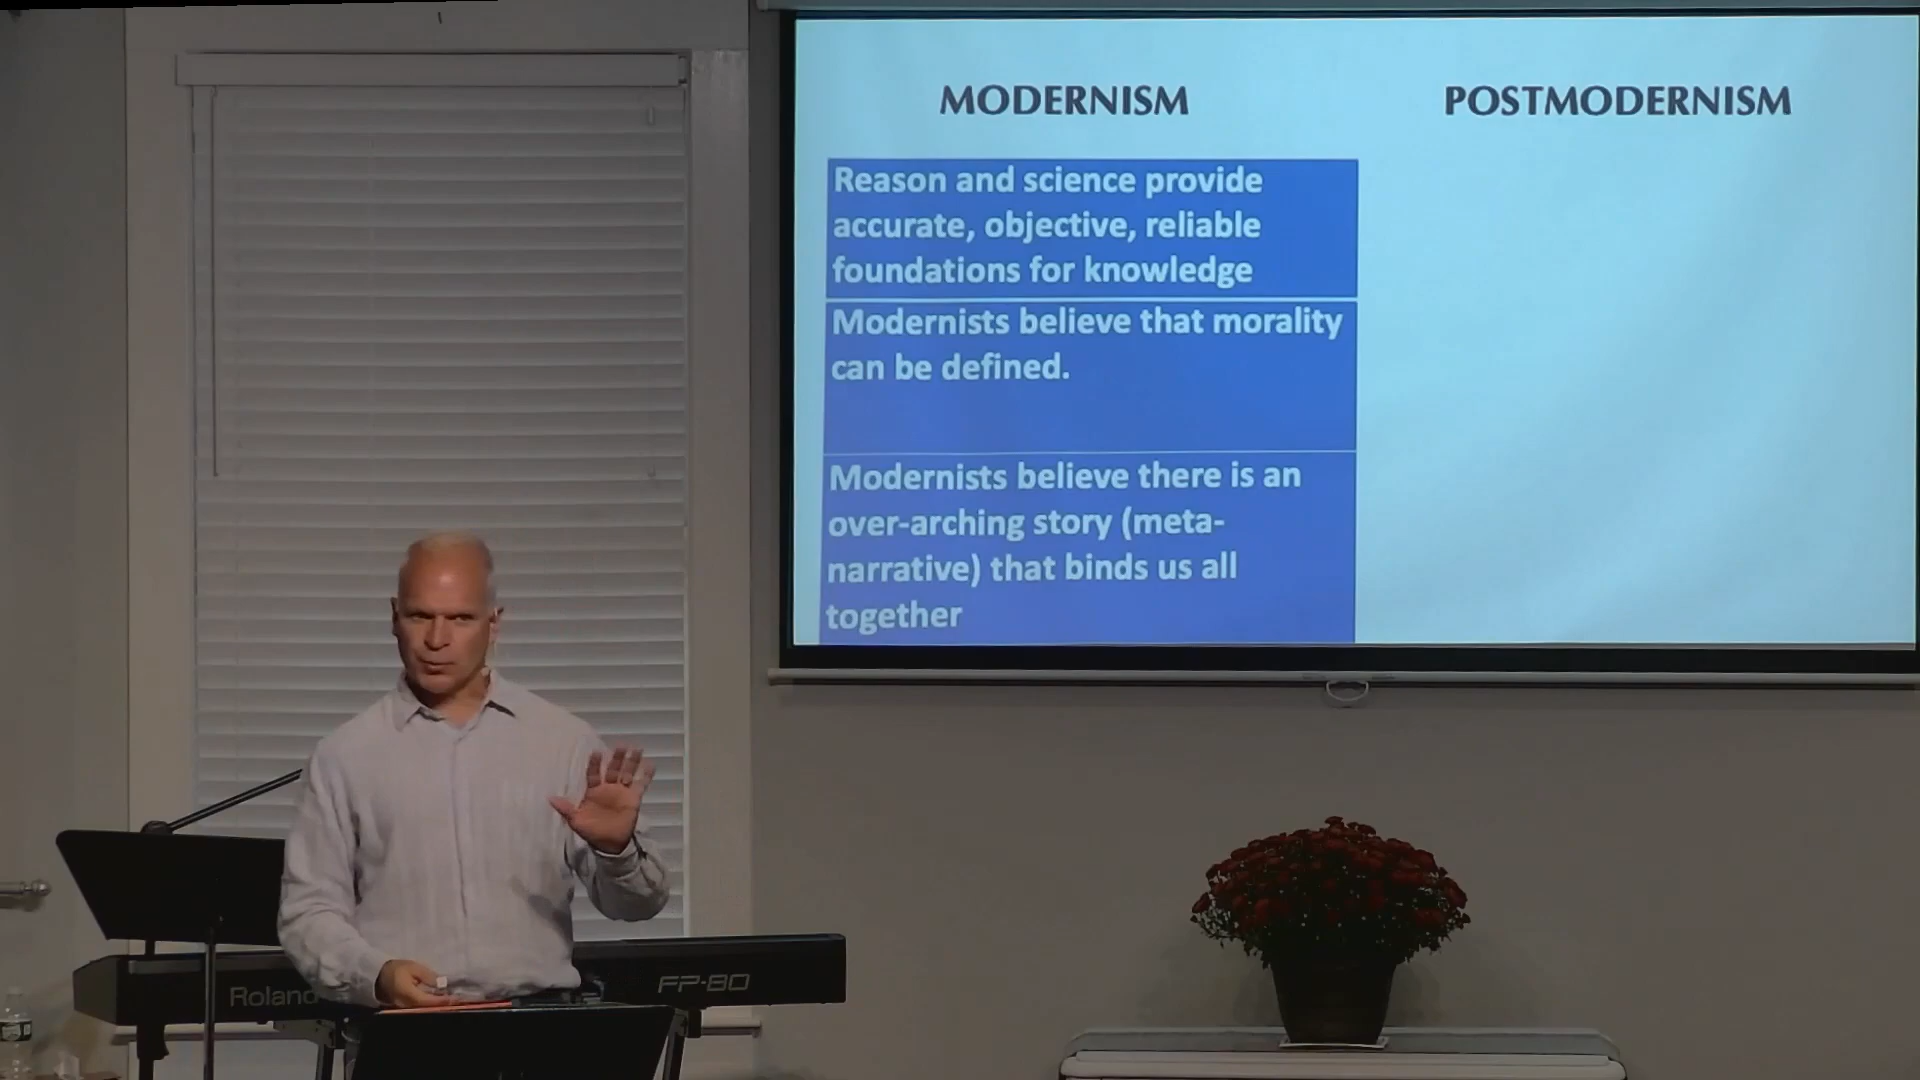 MODERNISM
POSTMODERNISM
Reason and science provide
accurate, objective, reliable
foundations for knowledge
Modernists believe that morality
can be defined.
Modernists believe there is an
over-arching story (meta-
narrative) that binds us all
together
Roland
FP-80